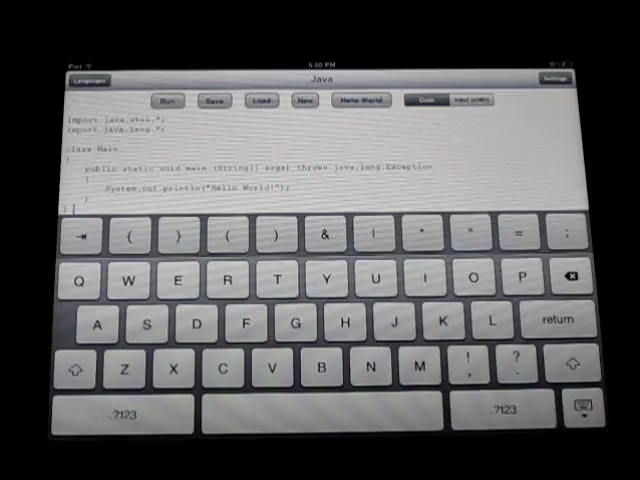 iPad 5:50 PM
Languages Java Settings
Run Save Load New Hello World Code Input (stdin)
import java.util.*;
import java.lang.*;
class Main
{
public static void main (String[] args) throws java.lang.Exception
{
System.out.println("Hello World!");
}
}
⇥ { } ( ) & | * " = ;
Q W E R T Y U I O P
A S D F G H J K L return
Z X C V B N M ! , ? .
.?123 .?123